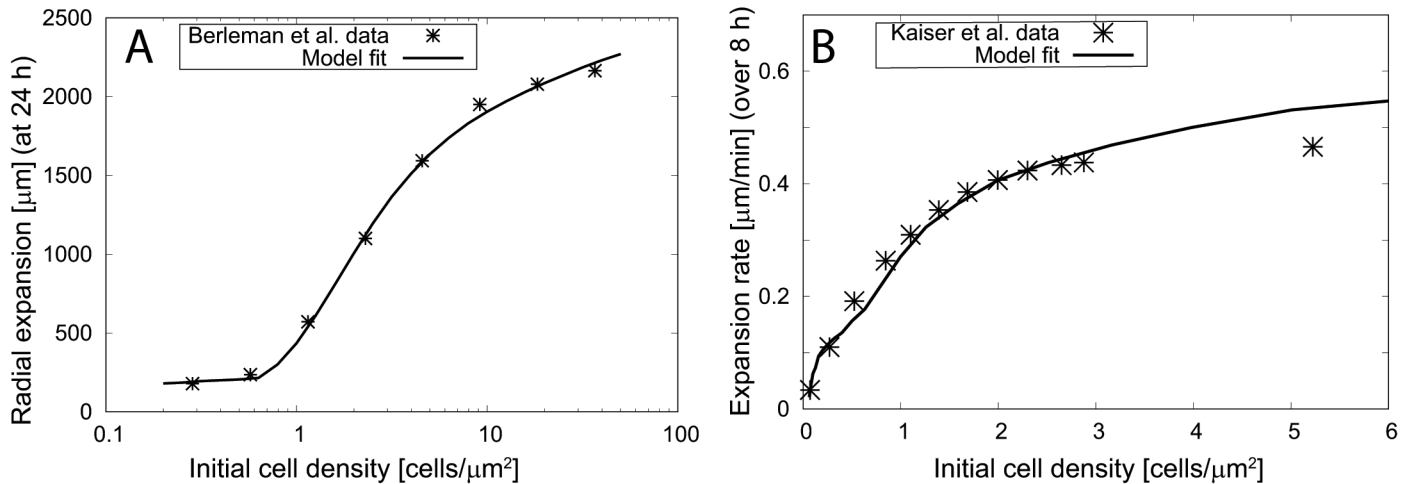 A
Berleman et al. data
Model fit
2500
2000
1500
1000
500
0
0.1
1
10
100
Radial expansion [μm] (at 24 h)
Initial cell density [cells/μm²]
B
Kaiser et al. data
Model fit
0.6
0.4
0.2
0
0
1
2
3
4
5
6
Expansion rate [μm/min] (over 8 h)
Initial cell density [cells/μm²]